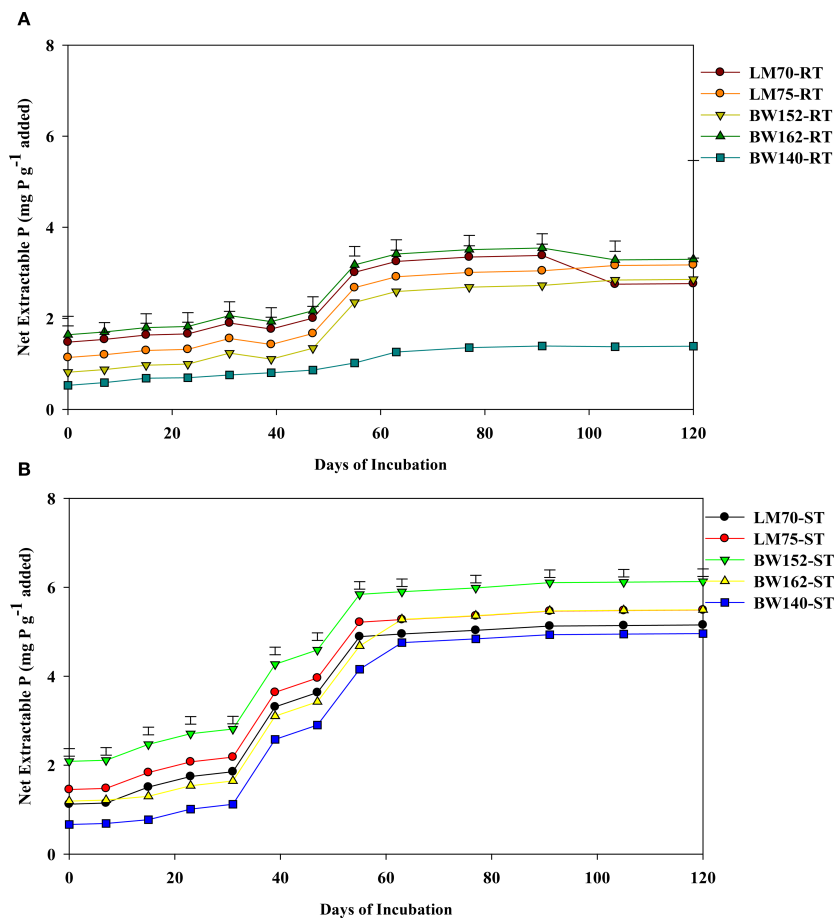 A
8
6
4
2
0
Net Extractable P (mg P g-1 added)
0 20 40 60 80 100 120
Days of Incubation
LM70-RT
LM75-RT
BW152-RT
BW162-RT
BW140-RT
B
8
6
4
2
0
Net Extractable P (mg P g-1 added)
0 20 40 60 80 100 120
Days of Incubation
LM70-ST
LM75-ST
BW152-ST
BW162-ST
BW140-ST